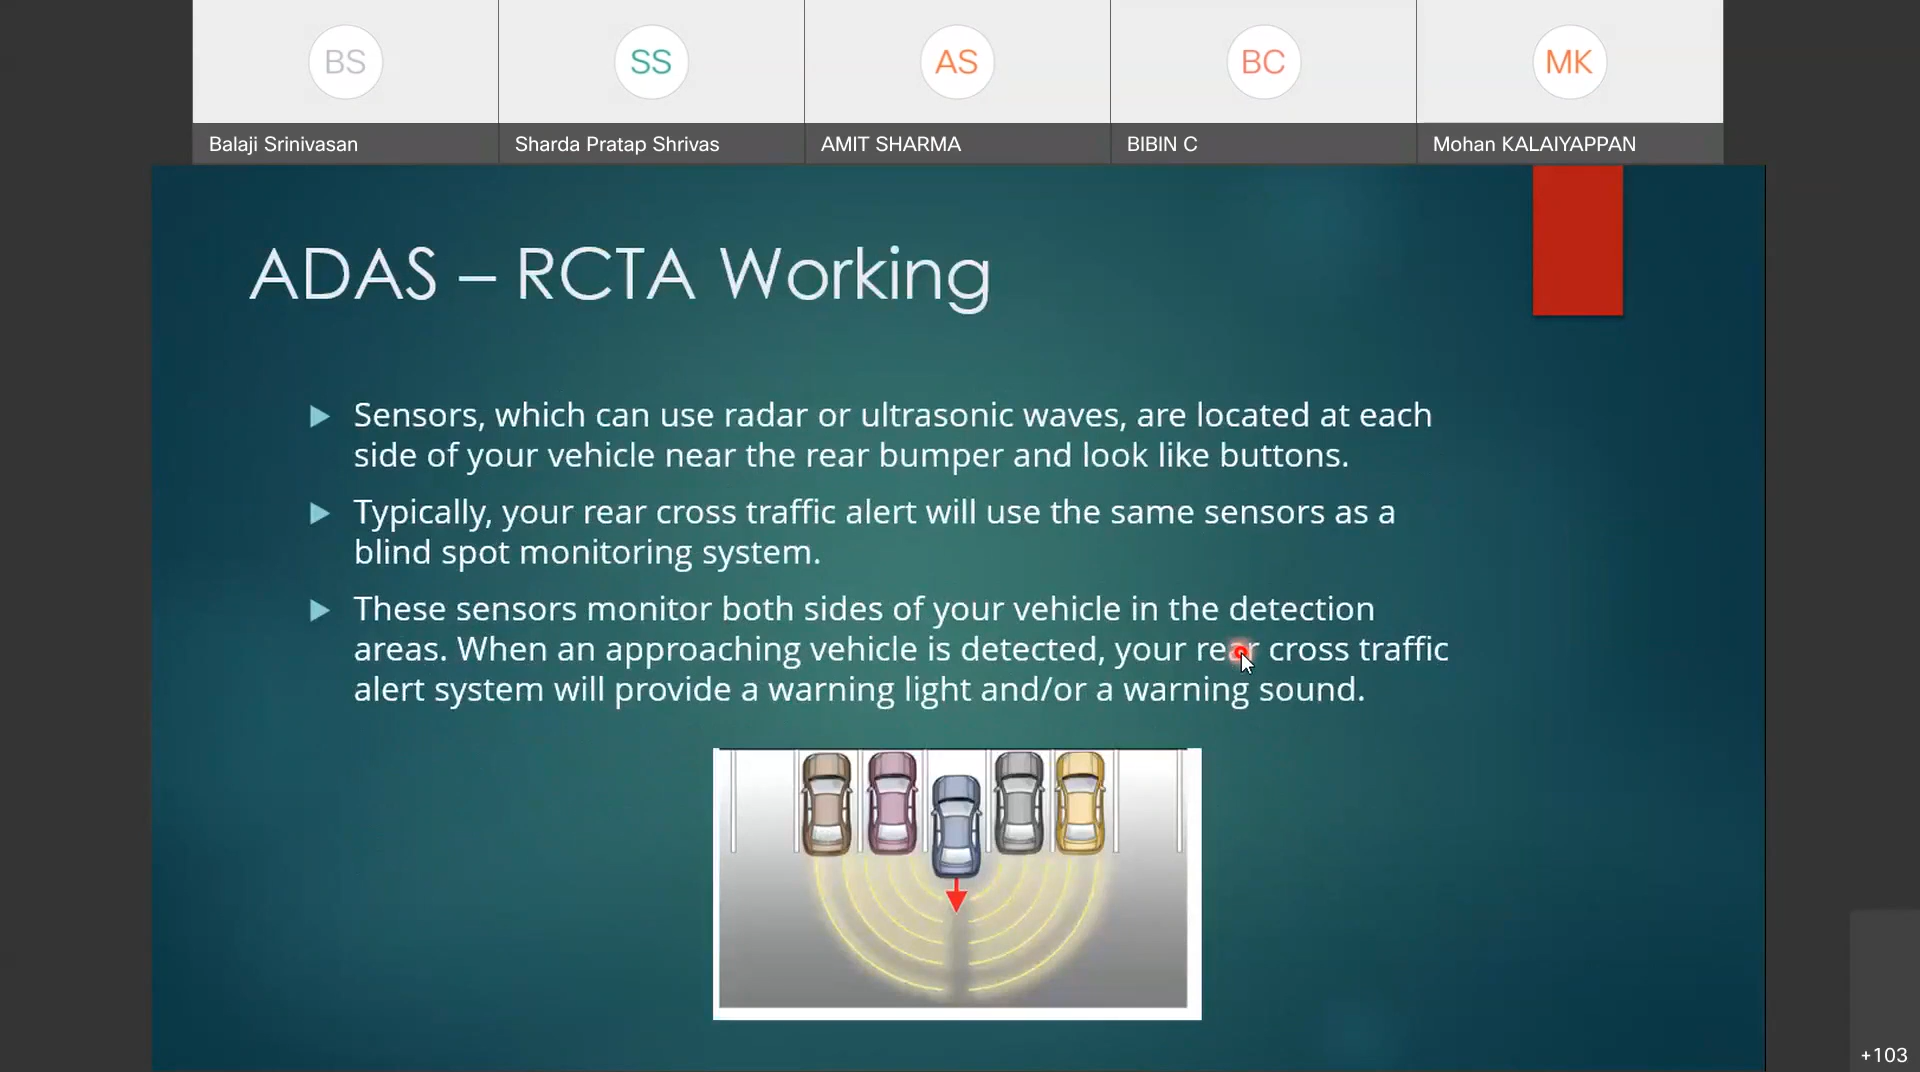 BS
SS
AS
BC
MK
Balaji Srinivasan
Sharda Pratap Shrivas
AMIT SHARMA
BIBIN C
Mohan KALAIYAPPAN
ADAS – RCTA Working
Sensors, which can use radar or ultrasonic waves, are located at each
side of your vehicle near the rear bumper and look like buttons.
Typically, your rear cross traffic alert will use the same sensors as a
blind spot monitoring system.
These sensors monitor both sides of your vehicle in the detection
areas. When an approaching vehicle is detected, your rear cross traffic
alert system will provide a warning light and/or a warning sound.
+103